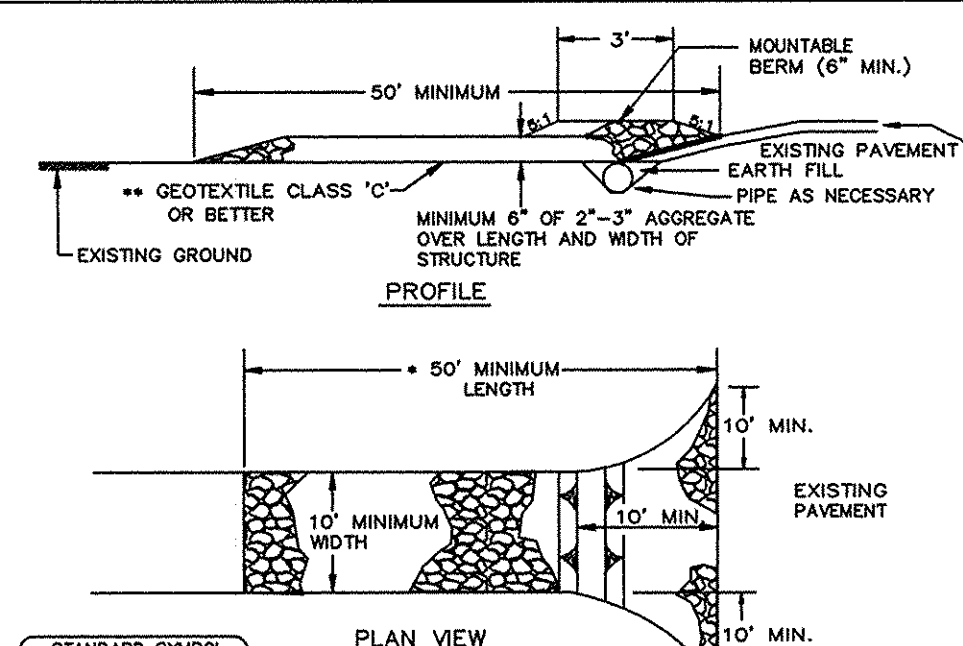 3'
MOUNTABLE
BERM (6" MIN.)
50' MINIMUM
5:1
5:1
EXISTING PAVEMENT
EARTH FILL
PIPE AS NECESSARY
** GEOTEXTILE CLASS 'C'
OR BETTER
MINIMUM 6" OF 2"-3" AGGREGATE
OVER LENGTH AND WIDTH OF
STRUCTURE
EXISTING GROUND
PROFILE
* 50' MINIMUM
LENGTH
10' MIN.
EXISTING
PAVEMENT
10' MINIMUM
WIDTH
10' MIN.
10' MIN.
PLAN VIEW
STANDARD SYMBOL